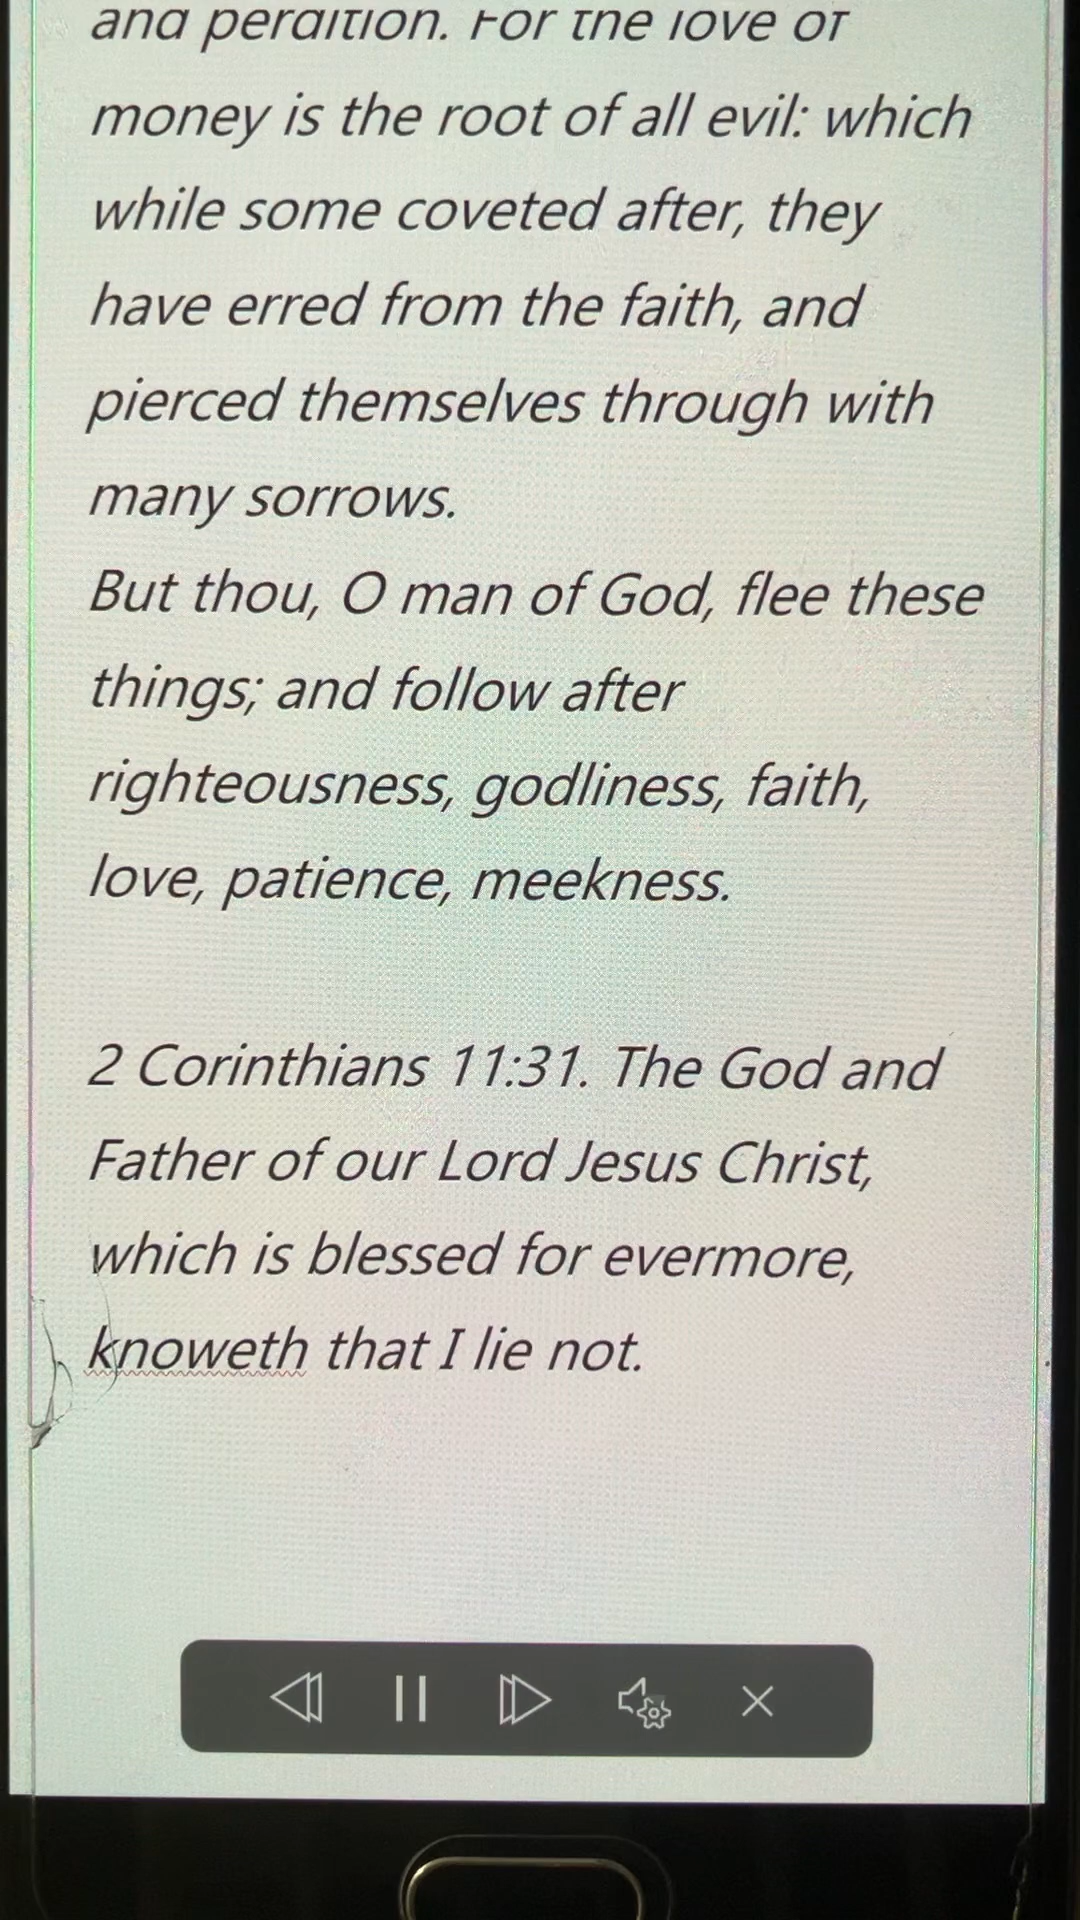 and perdition. For the love of
money is the root of all evil: which
while some coveted after, they
have erred from the faith, and
pierced themselves through with
many sorrows.
But thou, O man of God, flee these
things; and follow after
righteousness, godliness, faith,
love, patience, meekness.
2 Corinthians 11:31. The God and
Father of our Lord Jesus Christ,
which is blessed for evermore,
knoweth that I lie not.